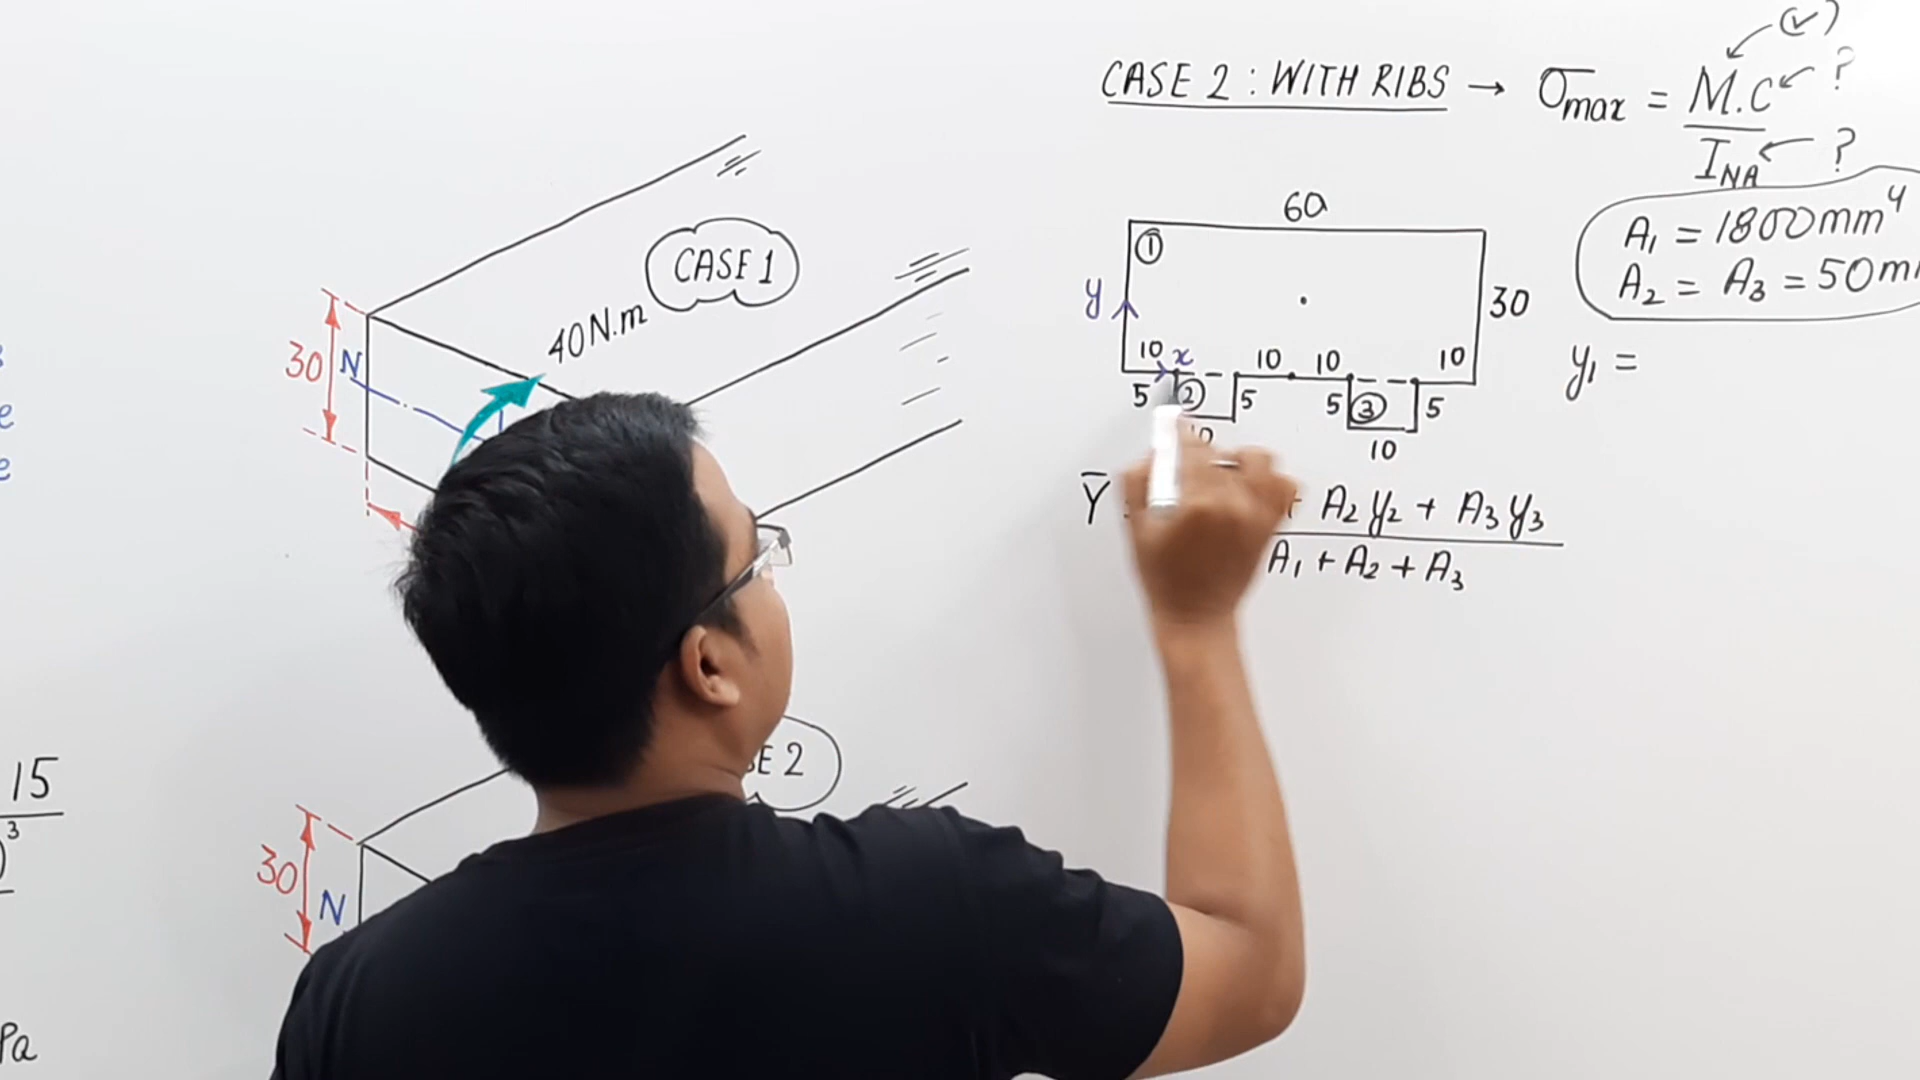 CASE 2 : WITH RIBS → σmax = M.C / INA
(✓)
?
?
60
①
y
30
10 x 10 10 10
5 ② 5 5 ③ 5
10
A₁ = 1800mm⁴
A₂ = A₃ = 50m
y₁ =
Ȳ + A₂y₂ + A₃y₃
A₁ + A₂ + A₃
CASE 1
40N.m
30
N
E 2
30
N
e
e
15
3
Pa